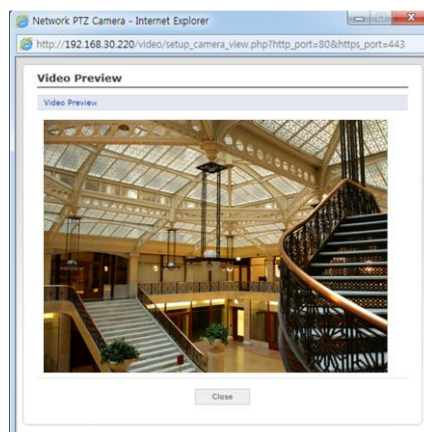 Network PTZ Camera - Internet Explorer
http://192.168.30.220/video/setup_camera_view.php?http_port=80&https_port=443
Video Preview
Video Preview
Close